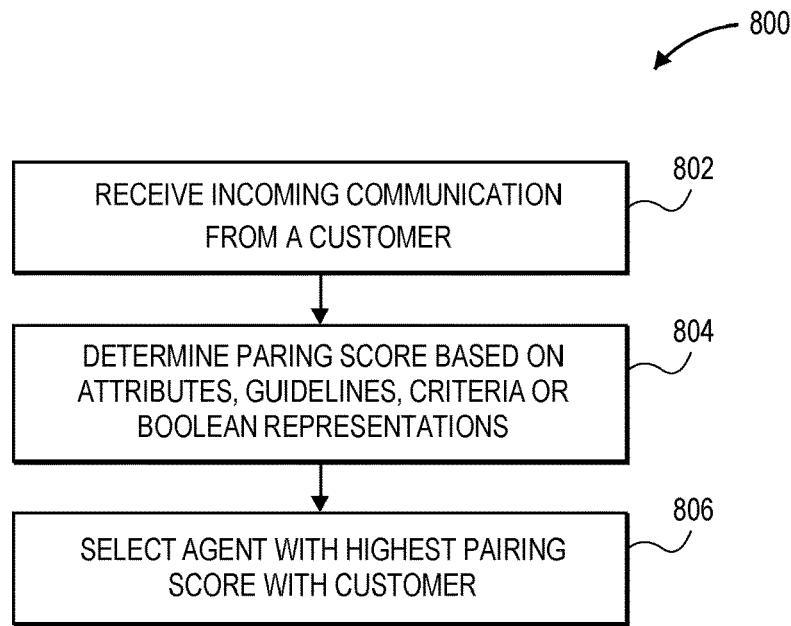 800
RECEIVE INCOMING COMMUNICATION
FROM A CUSTOMER
802
DETERMINE PARING SCORE BASED ON
ATTRIBUTES, GUIDELINES, CRITERIA OR
BOOLEAN REPRESENTATIONS
804
SELECT AGENT WITH HIGHEST PAIRING
SCORE WITH CUSTOMER
806